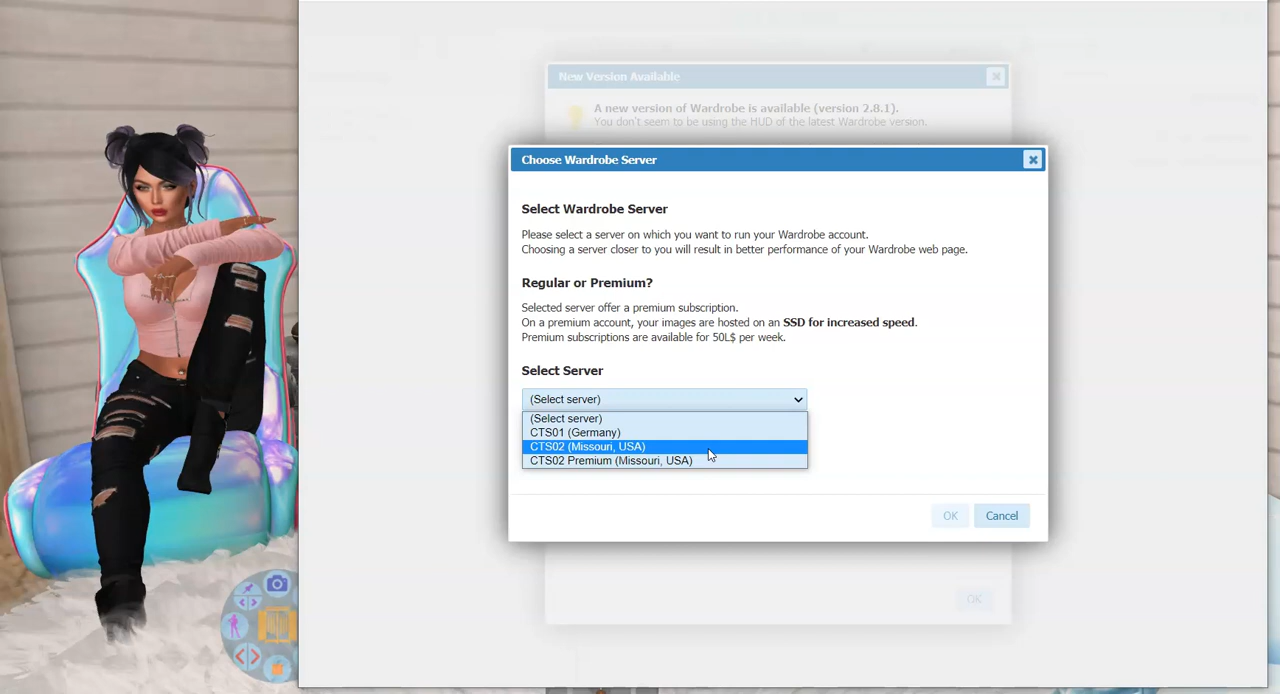 New Version Available
A new version of Wardrobe is available (version 2.8.1).
You don't seem to be using the HUD of the latest Wardrobe version.
Choose Wardrobe Server
Select Wardrobe Server
Please select a server on which you want to run your Wardrobe account.
Choosing a server closer to you will result in better performance of your Wardrobe web page.
Regular or Premium?
Selected server offer a premium subscription.
On a premium account, your images are hosted on an SSD for increased speed.
Premium subscriptions are available for 50L$ per week.
Select Server
(Select server)
(Select server)
CTS01 (Germany)
CTS02 (Missouri, USA)
CTS02 Premium (Missouri, USA)
OK Cancel
OK